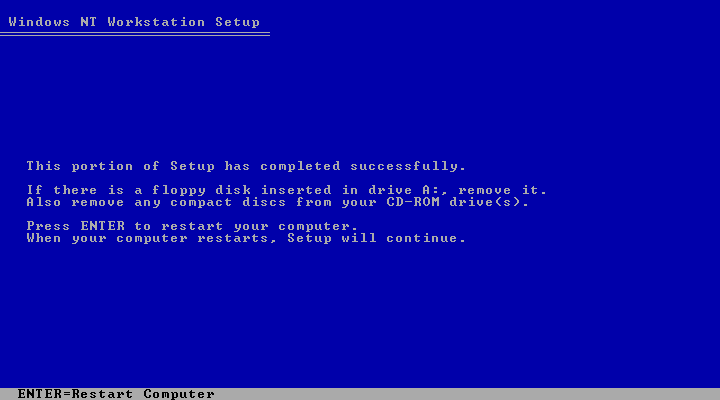 Windows NT Workstation Setup
This portion of Setup has completed successfully.
If there is a floppy disk inserted in drive A:, remove it.
Also remove any compact discs from your CD-ROM drive(s).
Press ENTER to restart your computer.
When your computer restarts, Setup will continue.
ENTER=Restart Computer